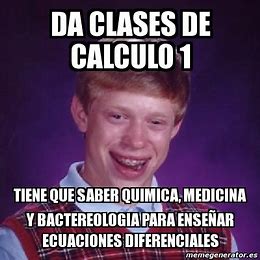 DA CLASES DE
CALCULO 1
TIENE QUE SABER QUIMICA, MEDICINA
Y BACTEREOLOGIA PARA ENSEÑAR
ECUACIONES DIFERENCIALES
memegenerator.es